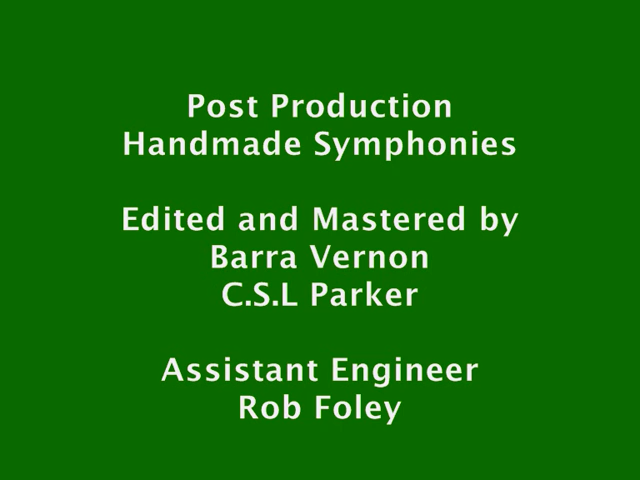 Post Production
Handmade Symphonies
Edited and Mastered by
Barra Vernon
C.S.L Parker
Assistant Engineer
Rob Foley